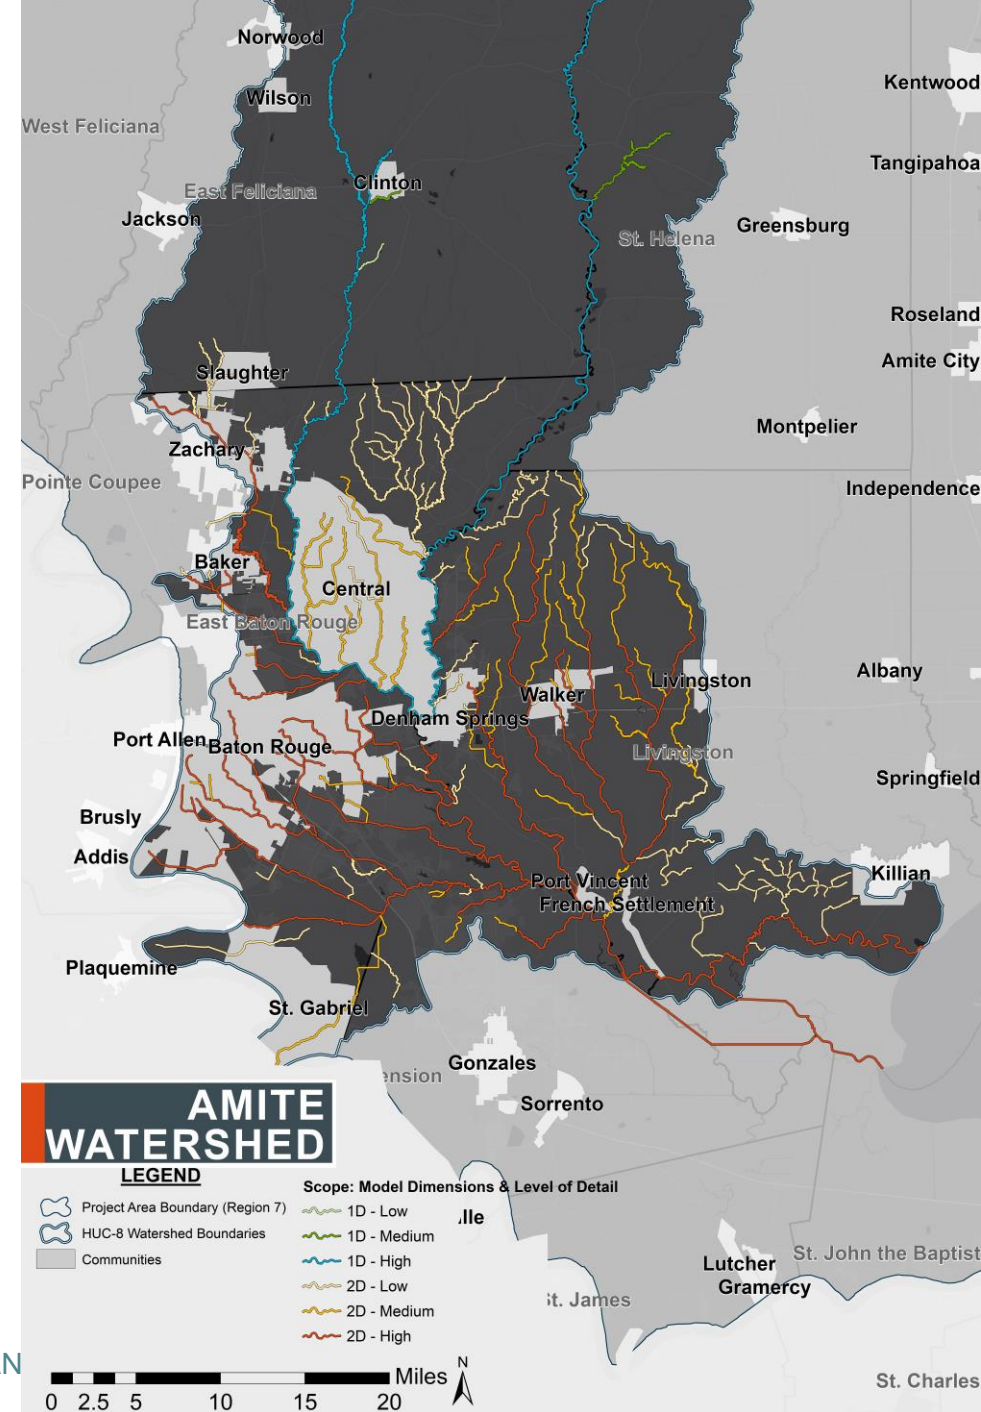 Norwood
Kentwood
Wilson
West Feliciana
Tangipahoa
Clinton
East Feliciana
Jackson
Greensburg
St. Helena
Roseland
Amite City
Slaughter
Montpelier
Zachary
Pointe Coupee
Independence
Baker
Central
East Baton Rouge
Albany
Livingston
Walker
Denham Springs
Port Allen
Baton Rouge
Livingston
Springfield
Brusly
Addis
Killian
Port Vincent
French Settlement
Plaquemine
St. Gabriel
Gonzales
ension
Sorrento
AMITE
WATERSHED
LEGEND
Project Area Boundary (Region 7)
HUC-8 Watershed Boundaries
Communities
Scope: Model Dimensions & Level of Detail
1D - Low
1D - Medium
1D - High
2D - Low
2D - Medium
2D - High
lle
St. John the Baptist
Lutcher
Gramercy
St. James
St. Charles
AN
Miles
N
0 2.5 5 10 15 20